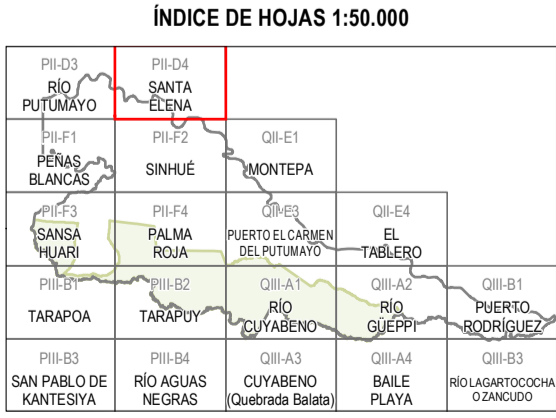 ÍNDICE DE HOJAS 1:50.000
PII-D3
RÍO
PUTUMAYO
PII-D4
SANTA
ELENA
PII-F1
PEÑAS
BLANCAS
PII-F2
SINHUÉ
QII-E1
MONTEPA
PII-F3
SANSA
HUARI
PII-F4
PALMA
ROJA
QII-E3
PUERTO EL CARMEN
DEL PUTUMAYO
QII-E4
EL
TABLERO
PIII-B1
TARAPOA
PIII-B2
TARAPUY
QIII-A1
RÍO
CUYABENO
QIII-A2
RÍO
GÜEPPI
QIII-B1
PUERTO
RODRÍGUEZ
PIII-B3
SAN PABLO DE
KANTESIYA
PIII-B4
RÍO AGUAS
NEGRAS
QIII-A3
CUYABENO
(Quebrada Balata)
QIII-A4
BAILE
PLAYA
QIII-B3
RÍO LAGARTOCOCHA
O ZANCUDO